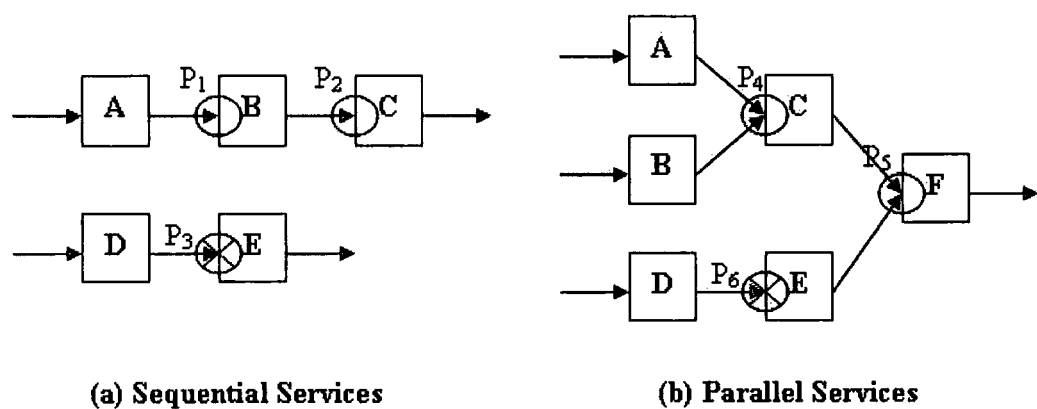 P1
P2
A
B
C
P3
D
E
(a) Sequential Services
A
P4
C
B
P5
F
D
P6
E
(b) Parallel Services